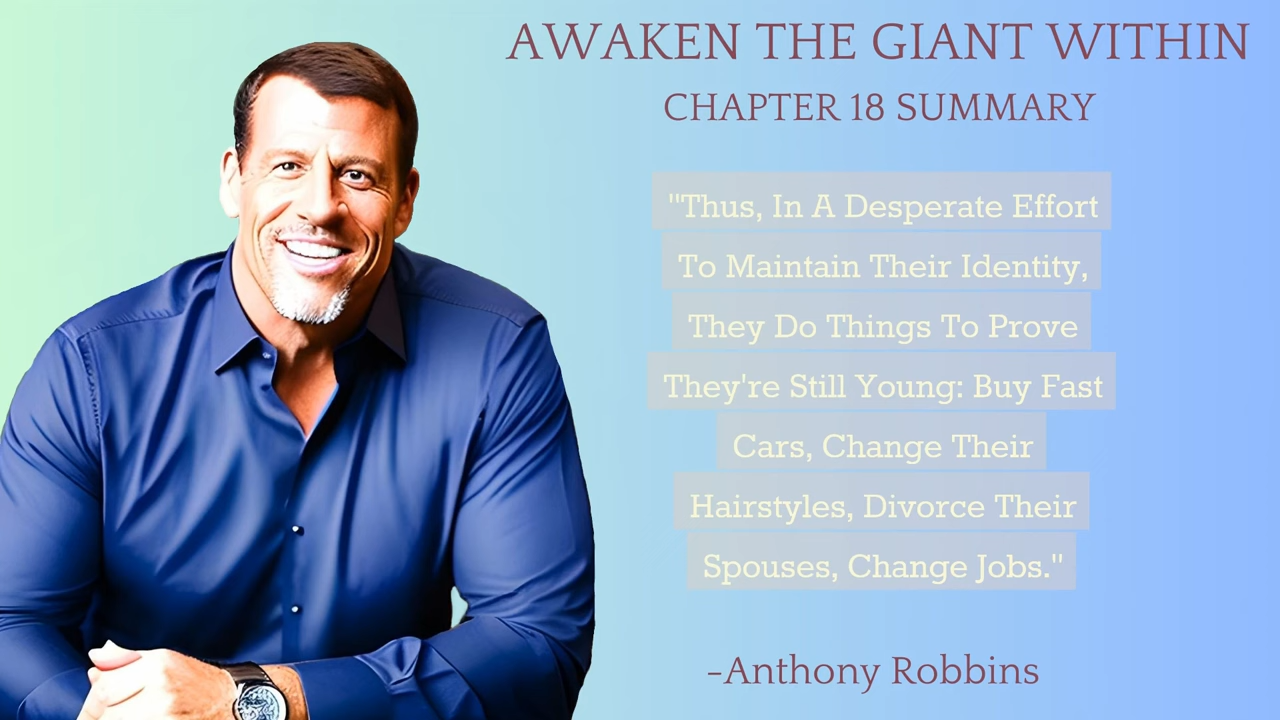 AWAKEN THE GIANT WITHIN
CHAPTER 18 SUMMARY
"Thus, In A Desperate Effort
To Maintain Their Identity,
They Do Things To Prove
They're Still Young: Buy Fast
Cars, Change Their
Hairstyles, Divorce Their
Spouses, Change Jobs."
-Anthony Robbins